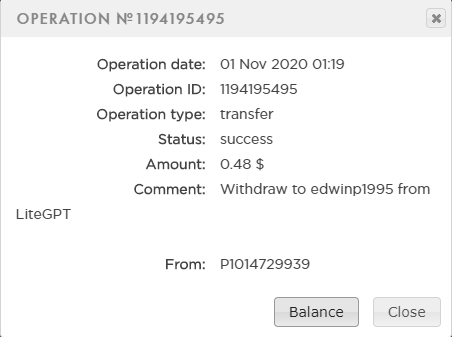 OPERATION №1194195495
Operation date: 01 Nov 2020 01:19
Operation ID: 1194195495
Operation type: transfer
Status: success
Amount: 0.48 $
Comment: Withdraw to edwinp1995 from
LiteGPT
From: P1014729939
Balance Close